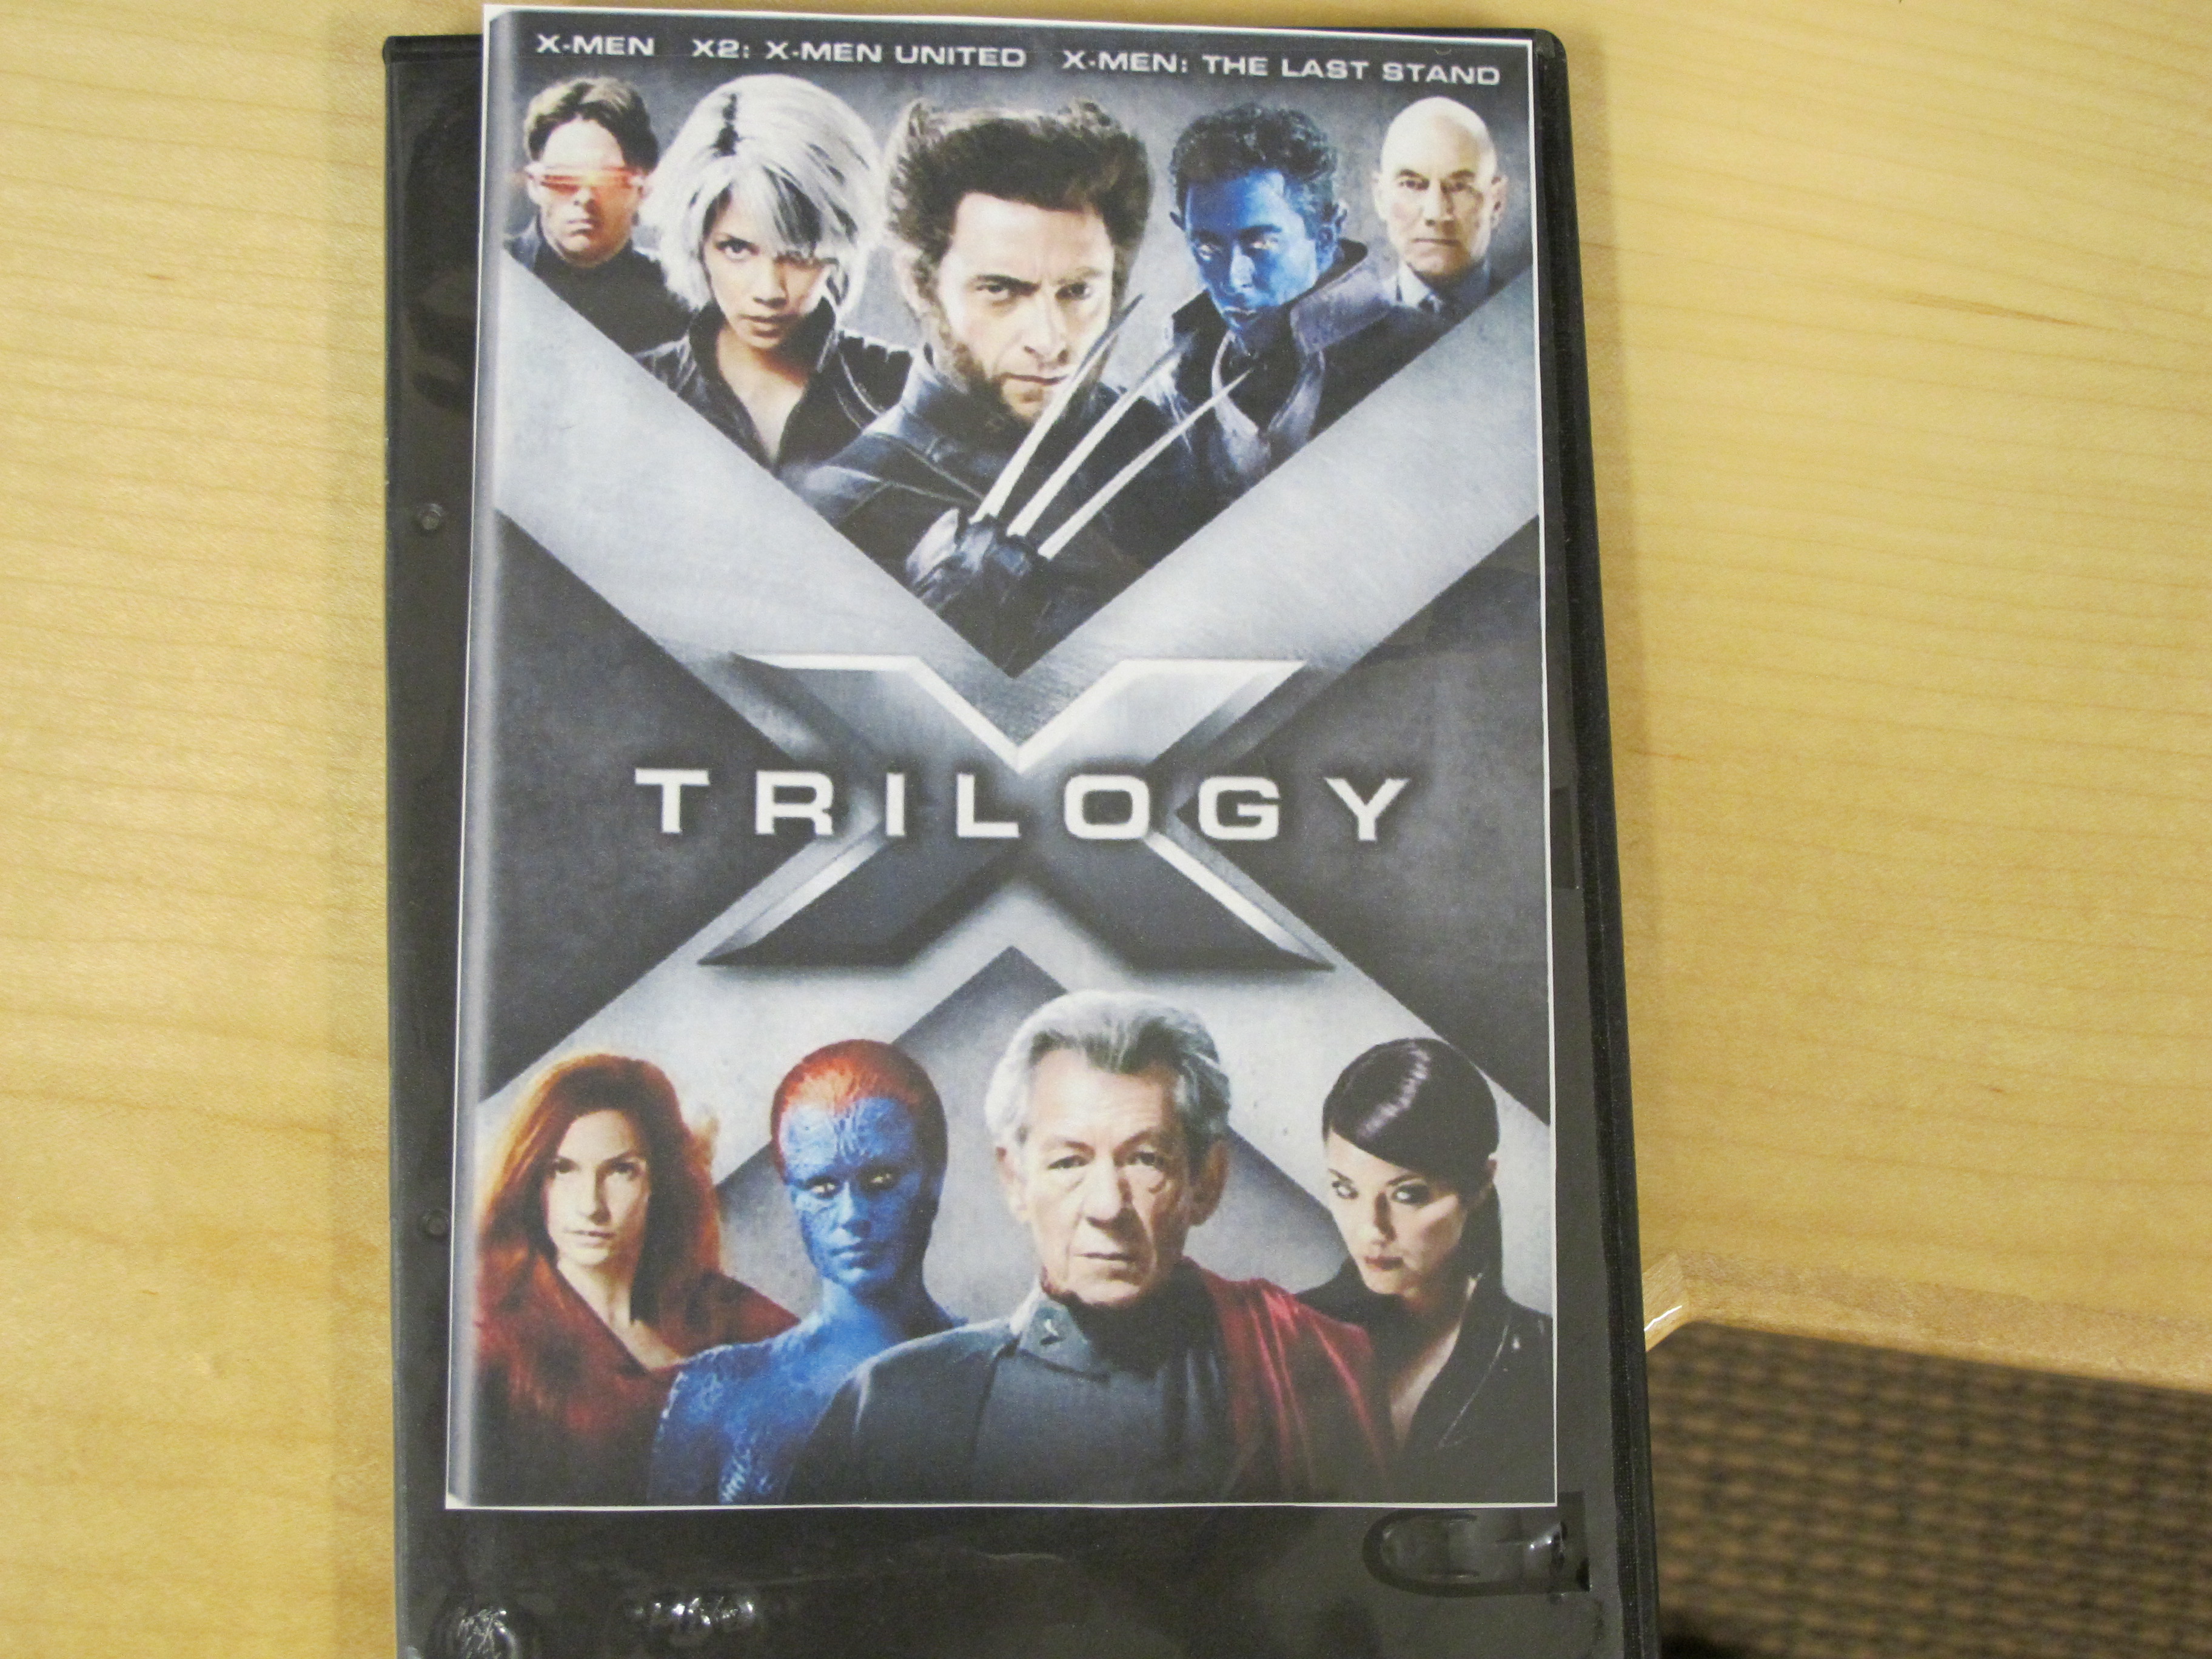 X-MEN X2: X-MEN UNITED X-MEN: THE LAST STAND
TRILOGY